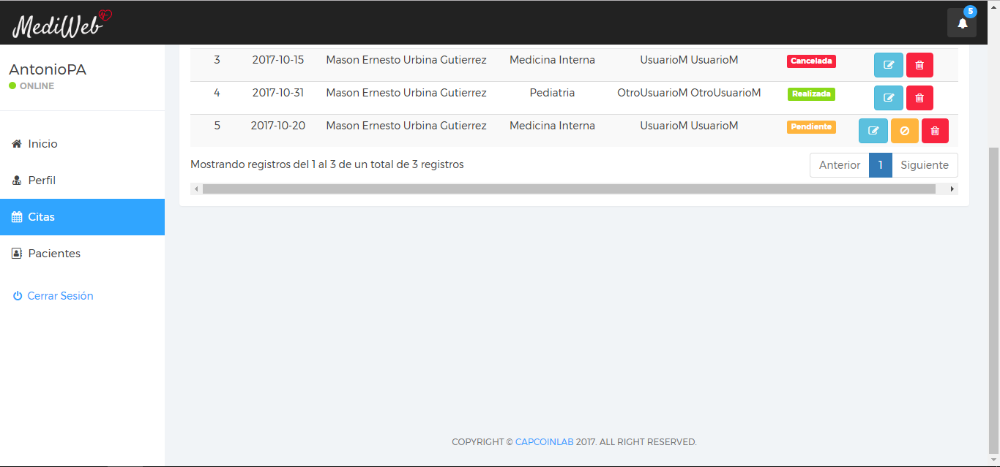 MediWeb
5
AntonioPA
ONLINE
Inicio
Perfil
Citas
Pacientes
Cerrar Sesión
3 2017-10-15 Mason Ernesto Urbina Gutierrez Medicina Interna UsuarioM UsuarioM Cancelada
4 2017-10-31 Mason Ernesto Urbina Gutierrez Pediatria OtroUsuarioM OtroUsuarioM Realizada
5 2017-10-20 Mason Ernesto Urbina Gutierrez Medicina Interna UsuarioM UsuarioM Pendiente
Mostrando registros del 1 al 3 de un total de 3 registros
Anterior 1 Siguiente
COPYRIGHT © CAPCOINLAB 2017. ALL RIGHT RESERVED.